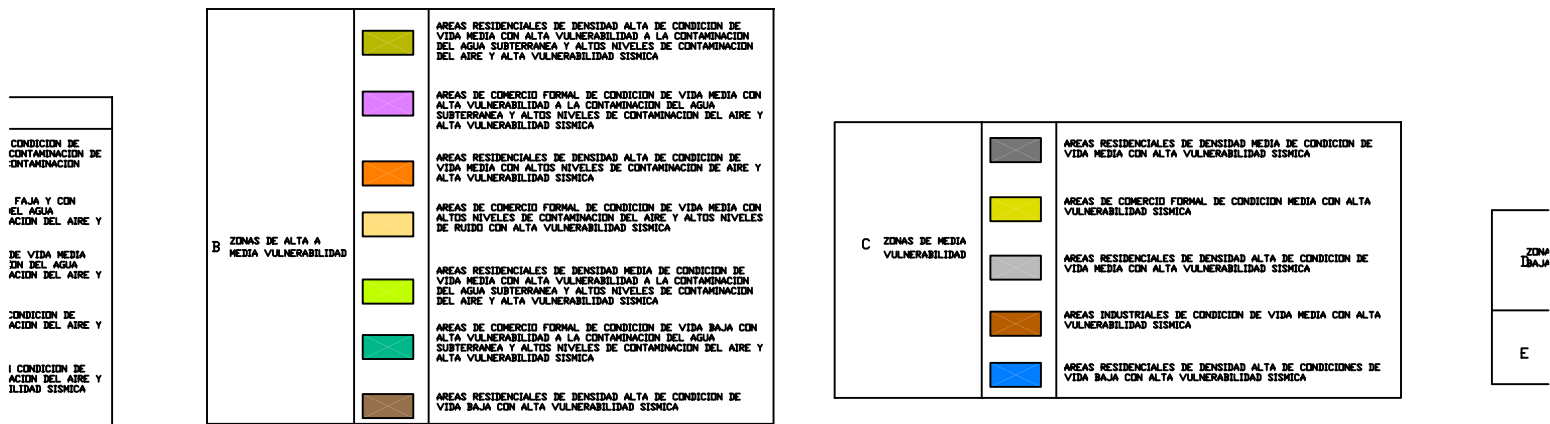 CONDICION DE
CONTAMINACION DE
CONTAMINACION
FAJA Y CON
DEL AGUA
ACION DEL AIRE Y
DE VIDA MEDIA
ON DEL AGUA
ACION DEL AIRE Y
CONDICION DE
ACION DEL AIRE Y
CONDICION DE
ACION DEL AIRE Y
ILIDAD SISMICA
B ZONAS DE ALTA A
MEDIA VULNERABILIDAD
AREAS RESIDENCIALES DE DENSIDAD ALTA DE CONDICION DE
VIDA MEDIA CON ALTA VULNERABILIDAD A LA CONTAMINACION
DEL AGUA SUBTERRANEA Y ALTOS NIVELES DE CONTAMINACION
DEL AIRE Y ALTA VULNERABILIDAD SISMICA
AREAS DE COMERCIO FORMAL DE CONDICION DE VIDA MEDIA CON
ALTA VULNERABILIDAD A LA CONTAMINACION DEL AGUA
SUBTERRANEA Y ALTOS NIVELES DE CONTAMINACION DEL AIRE Y
ALTA VULNERABILIDAD SISMICA
AREAS RESIDENCIALES DE DENSIDAD ALTA DE CONDICION DE
VIDA MEDIA CON ALTOS NIVELES DE CONTAMINACION DE AIRE Y
ALTA VULNERABILIDAD SISMICA
AREAS DE COMERCIO FORMAL DE CONDICION DE VIDA MEDIA CON
ALTOS NIVELES DE CONTAMINACION DEL AIRE Y ALTOS NIVELES
DE RUIDO CON ALTA VULNERABILIDAD SISMICA
AREAS RESIDENCIALES DE DENSIDAD MEDIA DE CONDICION DE
VIDA MEDIA CON ALTA VULNERABILIDAD A LA CONTAMINACION
DEL AGUA SUBTERRANEA Y ALTOS NIVELES DE CONTAMINACION
DEL AIRE Y ALTA VULNERABILIDAD SISMICA
AREAS DE COMERCIO FORMAL DE CONDICION DE VIDA BAJA CON
ALTA VULNERABILIDAD A LA CONTAMINACION DEL AGUA
SUBTERRANEA Y ALTOS NIVELES DE CONTAMINACION DEL AIRE Y
ALTA VULNERABILIDAD SISMICA
AREAS RESIDENCIALES DE DENSIDAD ALTA DE CONDICION DE
VIDA BAJA CON ALTA VULNERABILIDAD SISMICA
C ZONAS DE MEDIA
VULNERABILIDAD
AREAS RESIDENCIALES DE DENSIDAD MEDIA DE CONDICION DE
VIDA MEDIA CON ALTA VULNERABILIDAD SISMICA
AREAS DE COMERCIO FORMAL DE CONDICION MEDIA CON ALTA
VULNERABILIDAD SISMICA
AREAS RESIDENCIALES DE DENSIDAD ALTA DE CONDICION DE
VIDA MEDIA CON ALTA VULNERABILIDAD SISMICA
AREAS INDUSTRIALES DE CONDICION DE VIDA MEDIA CON ALTA
VULNERABILIDAD SISMICA
AREAS RESIDENCIALES DE DENSIDAD ALTA DE CONDICIONES DE
VIDA BAJA CON ALTA VULNERABILIDAD SISMICA
D ZONA
BAJA
E